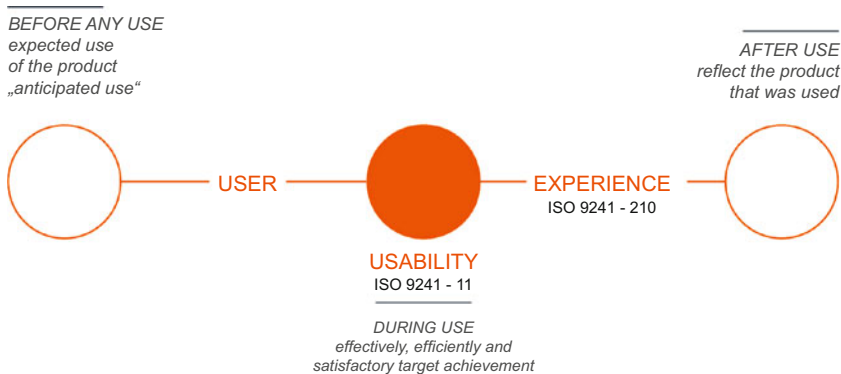 BEFORE ANY USE
expected use
of the product
„anticipated use“
AFTER USE
reflect the product
that was used
USER
EXPERIENCE
ISO 9241 - 210
USABILITY
ISO 9241 - 11
DURING USE
effectively, efficiently and
satisfactory target achievement